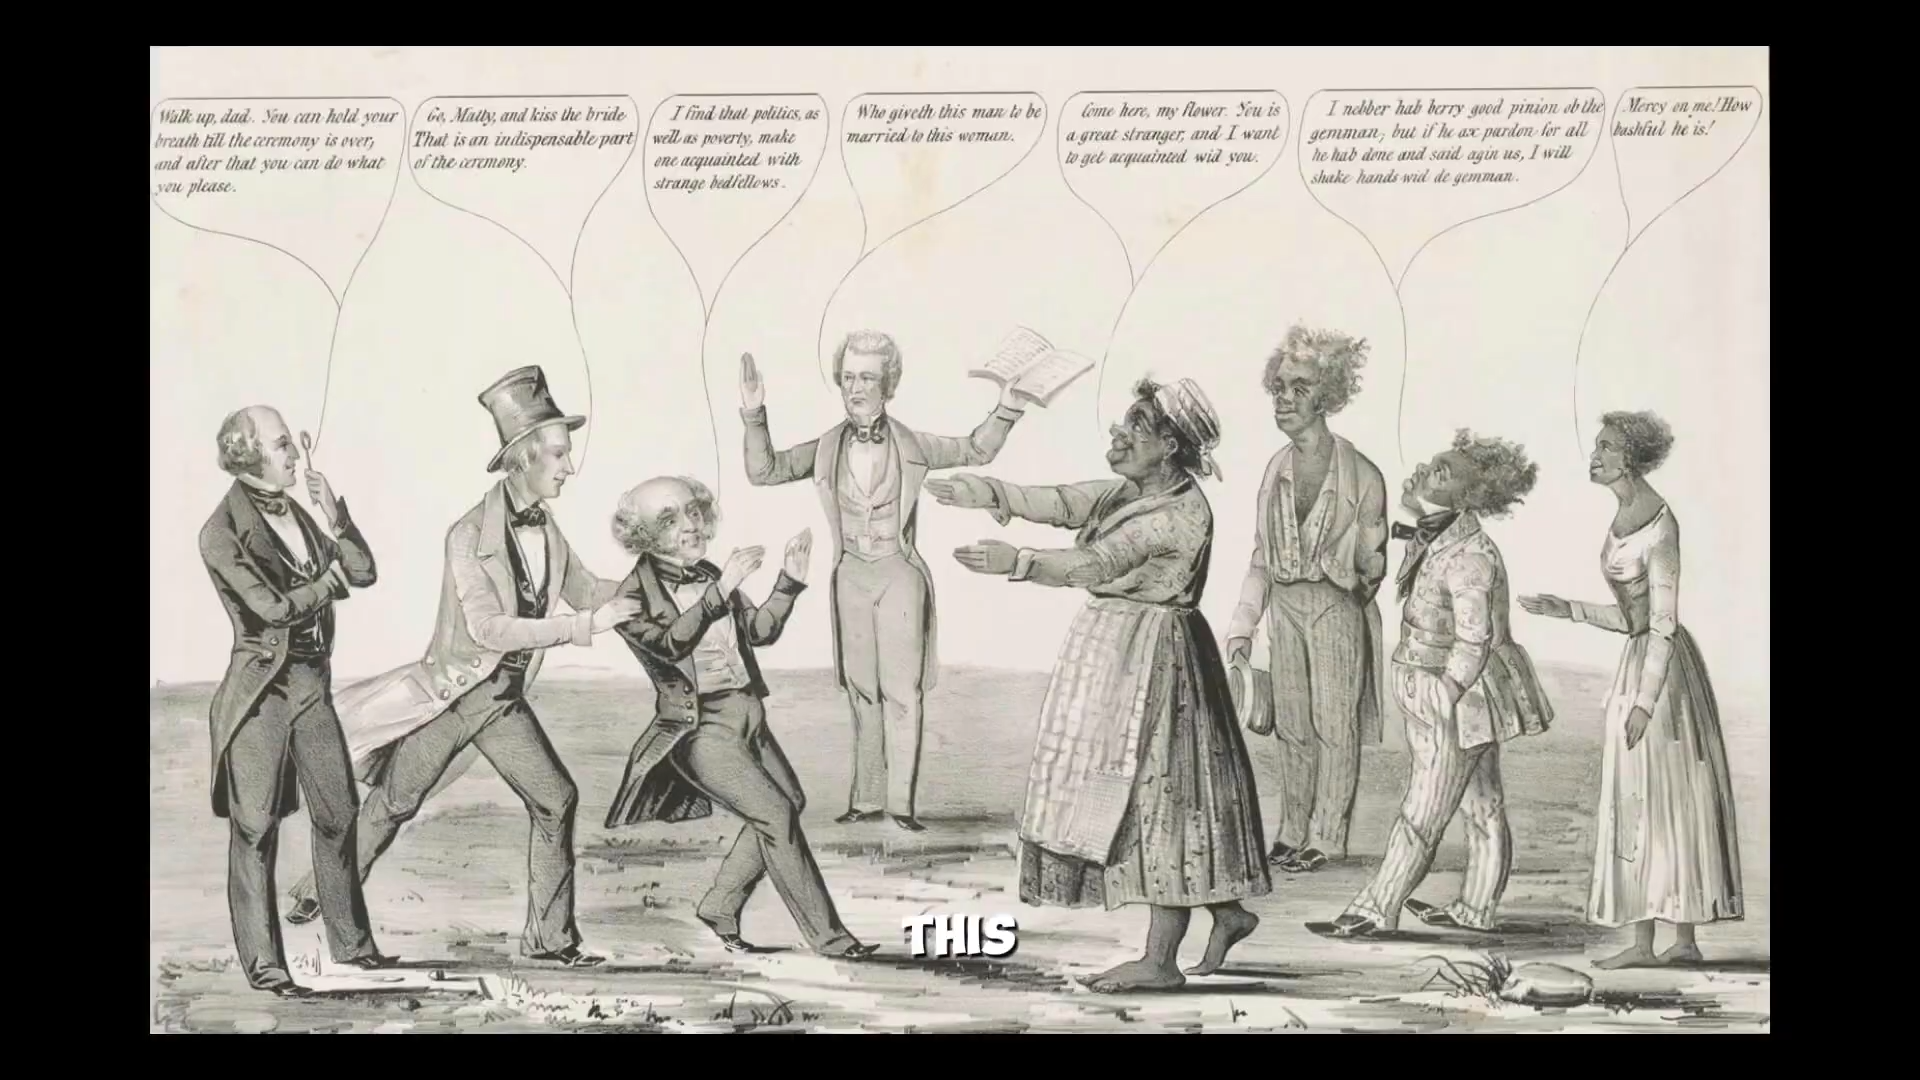 Walk up, dad. You can hold your
breath till the ceremony is over,
and after that you can do what
you please.
Go, Matty, and kiss the bride
That is an indispensable part
of the ceremony.
I find that politics, as
well as poverty, make
one acquainted with
strange bedfellows.
Who giveth this man to be
married to this woman.
Come here, my flower. You is
a great stranger, and I want
to get acquainted wid you.
I nebber hab berry good pinion ob the
gemman; but if he ax pardon for all
he hab done and said agin us, I will
shake hands wid de gemman.
Mercy on me! How
bashful he is!
THIS